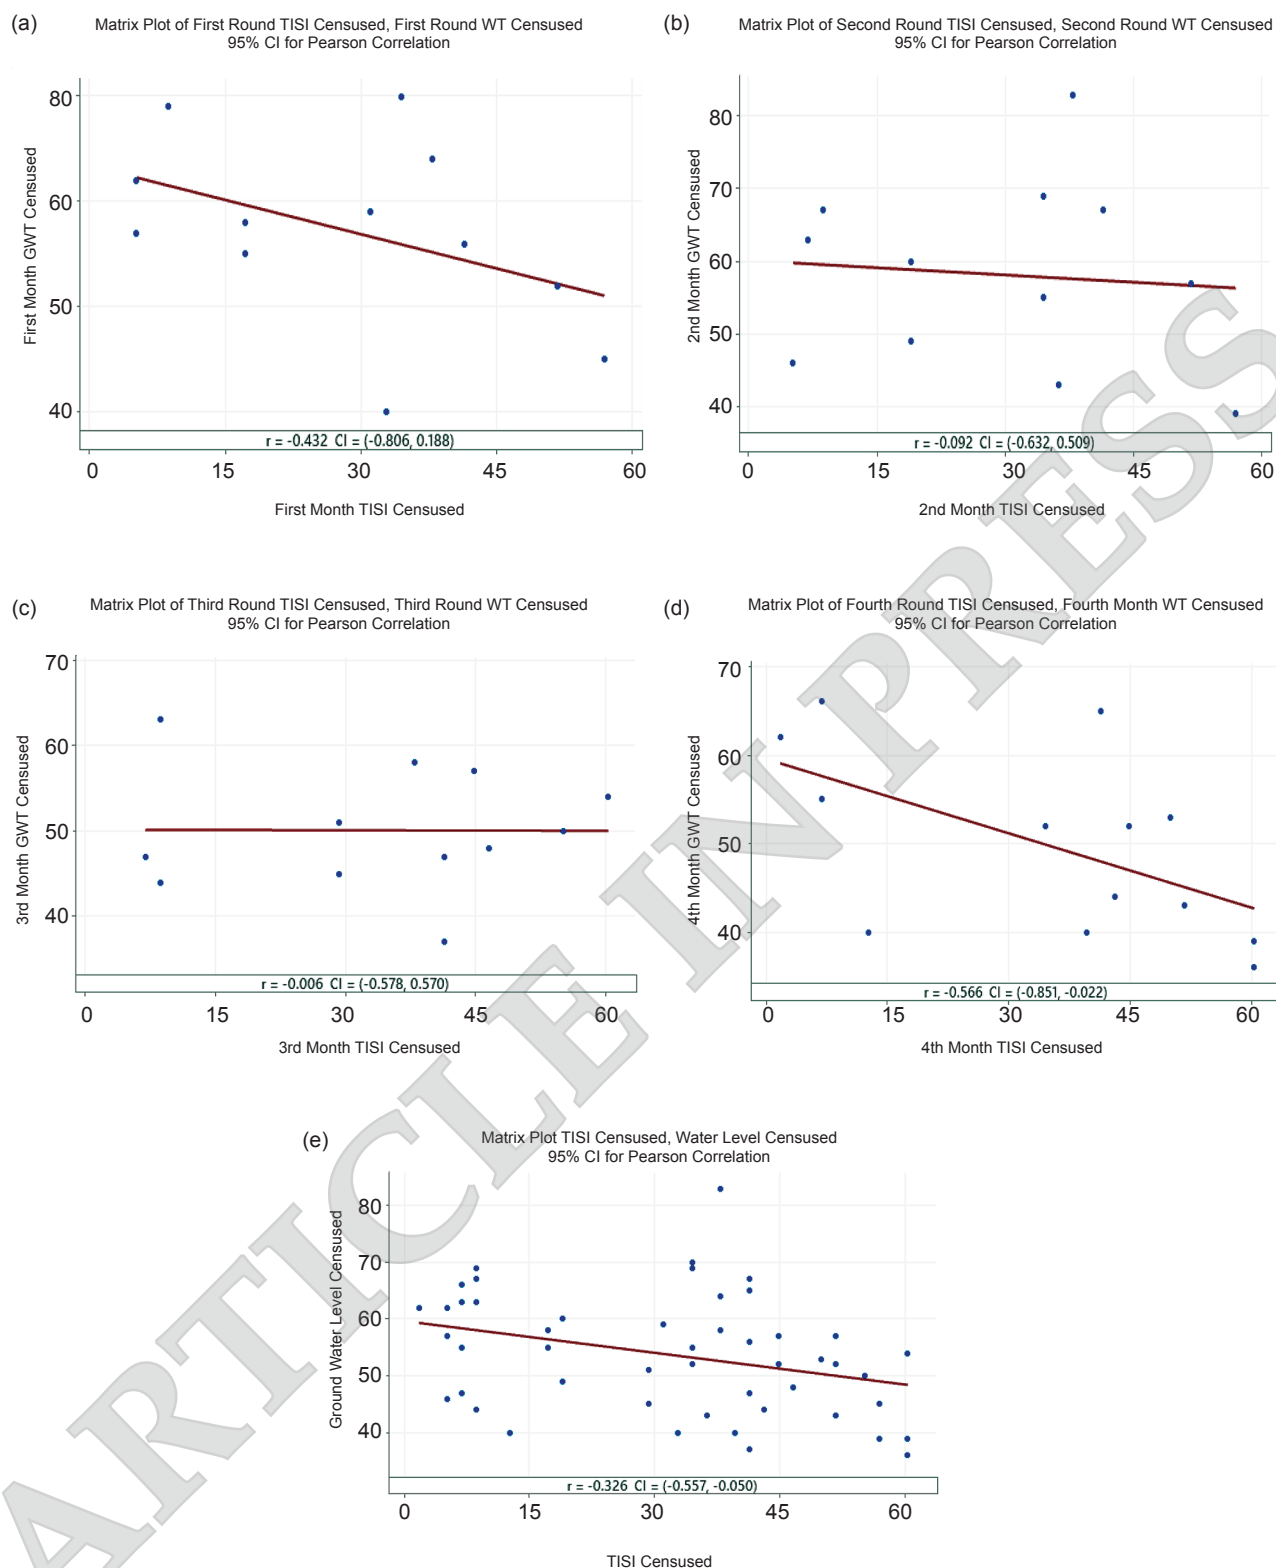 (a)
Matrix Plot of First Round TISI Censused, First Round WT Censused
95% CI for Pearson Correlation
First Month GWT Censused
80
60
50
40
r = -0.432 CI = (-0.806, 0.188)
0 15 30 45 60
First Month TISI Censused
(b)
Matrix Plot of Second Round TISI Censused, Second Round WT Censused
95% CI for Pearson Correlation
2nd Month GWT Censused
80
70
60
50
40
r = -0.092 CI = (-0.632, 0.509)
0 15 30 45 60
2nd Month TISI Censused
(c)
Matrix Plot of Third Round TISI Censused, Third Round WT Censused
95% CI for Pearson Correlation
3rd Month GWT Censused
70
60
50
40
r = -0.006 CI = (-0.578, 0.570)
0 15 30 45 60
3rd Month TISI Censused
(d)
Matrix Plot of Fourth Round TISI Censused, Fourth Month WT Censused
95% CI for Pearson Correlation
4th Month GWT Censused
70
60
50
40
r = -0.566 CI = (-0.851, -0.022)
0 15 30 45 60
4th Month TISI Censused
(e)
Matrix Plot TISI Censused, Water Level Censused
95% CI for Pearson Correlation
Ground Water Level Censused
80
70
60
50
40
r = -0.326 CI = (-0.557, -0.050)
0 15 30 45 60
TISI Censused
ARTICLE IN PRESS